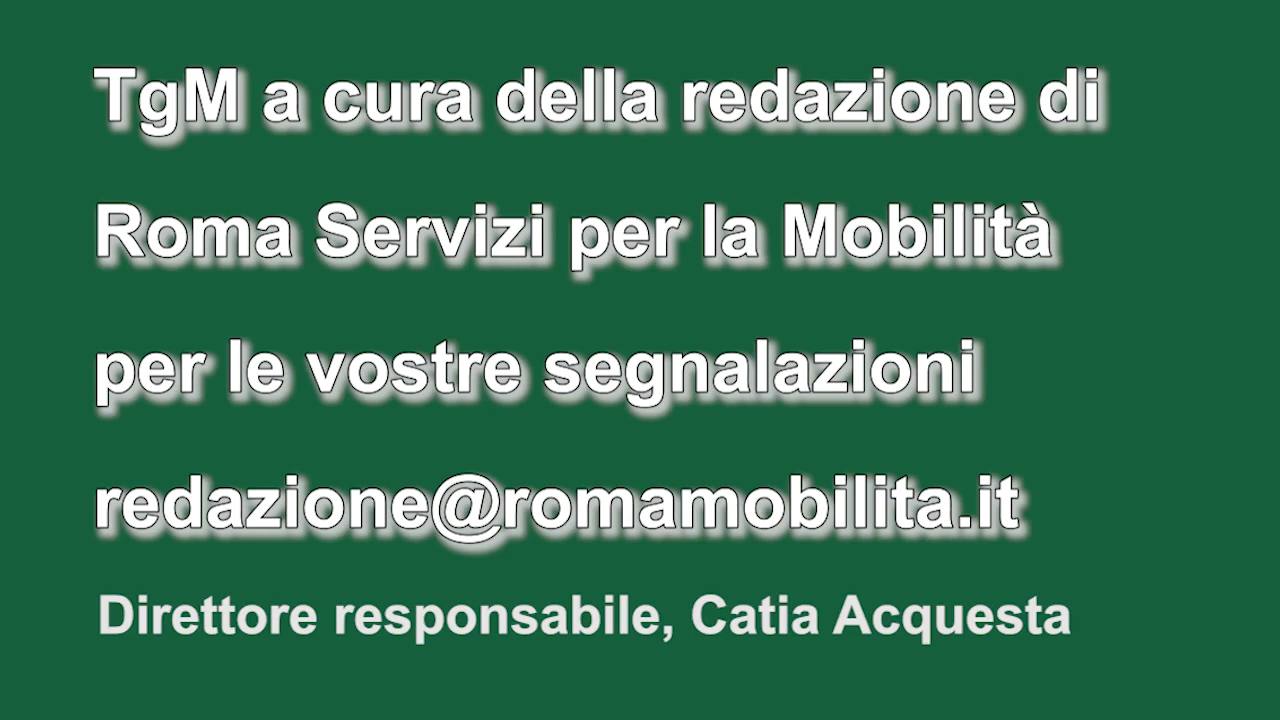 TgM a cura della redazione di
Roma Servizi per la Mobilità
per le vostre segnalazioni
redazione@romamobilita.it
Direttore responsabile, Catia Acquesta